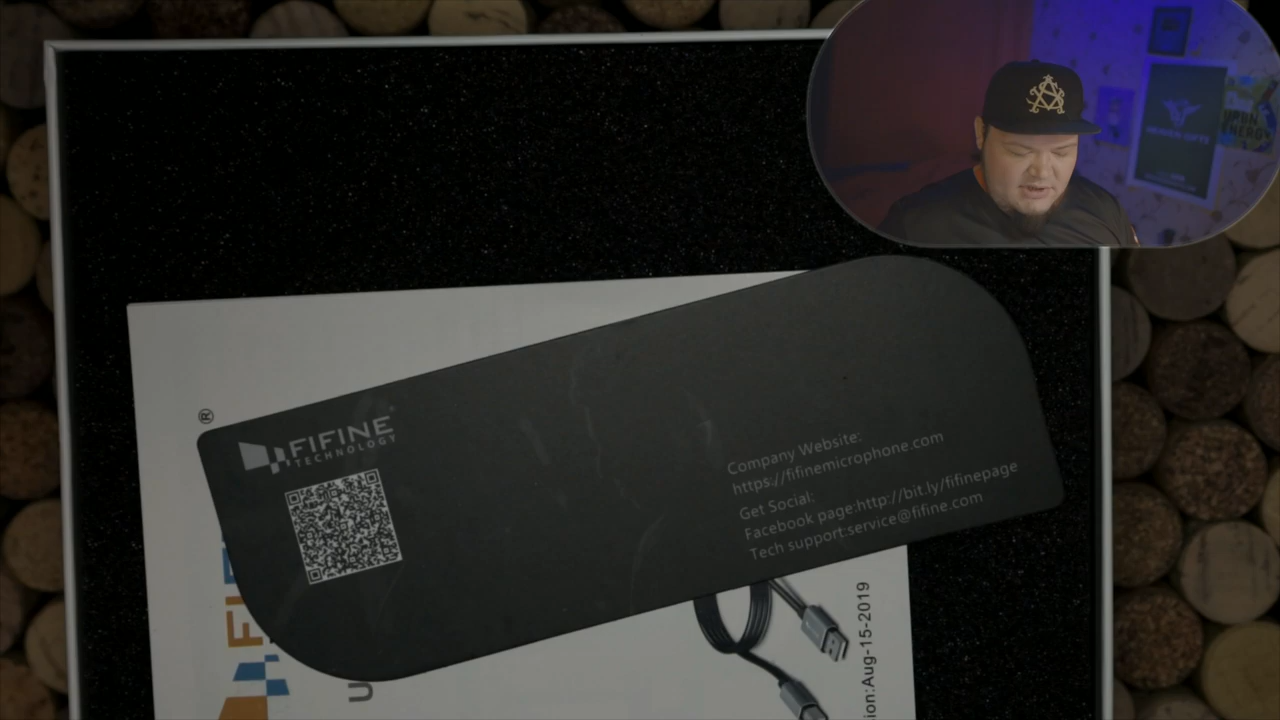 ®
FIFINE
TECHNOLOGY
Company Website:
https://fifinemicrophone.com
Get Social:
Facebook page:http://bit.ly/fifinepage
Tech support:service@fifine.com
ion:Aug-15-2019